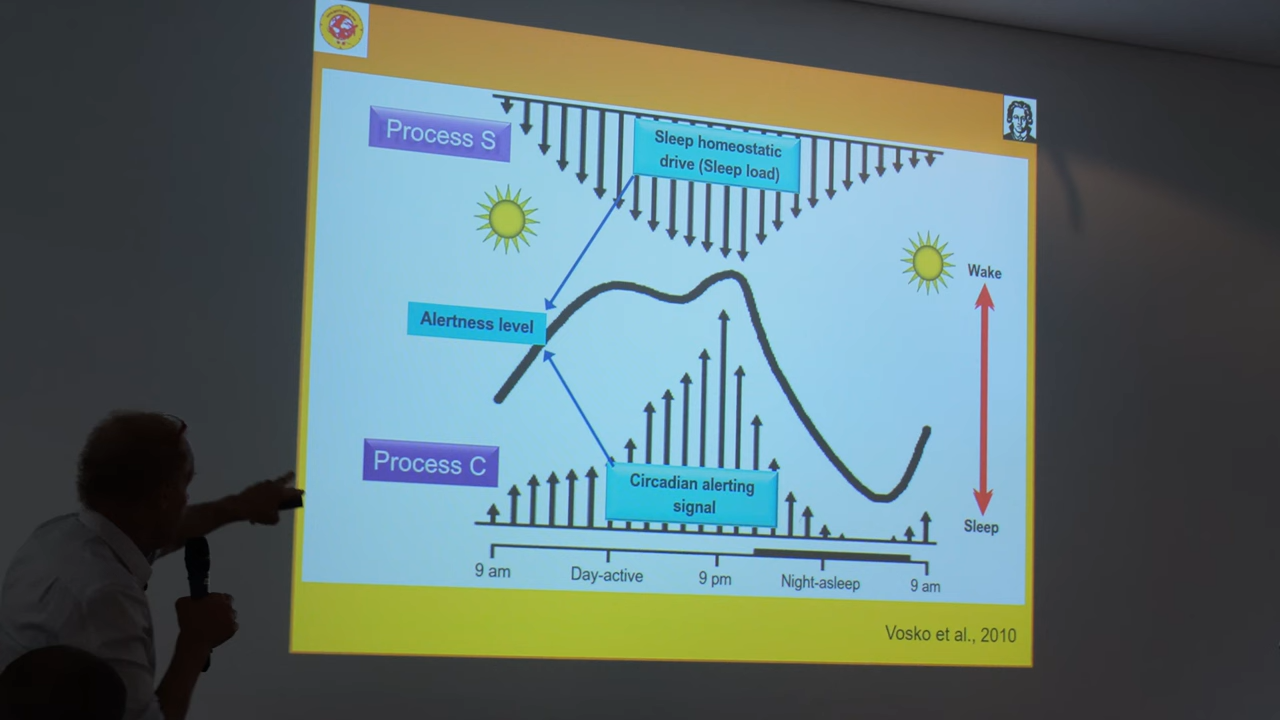 Process S
Sleep homeostatic
drive (Sleep load)
Wake
Alertness level
Process C
Circadian alerting
signal
Sleep
9 am
Day-active
9 pm
Night-asleep
9 am
Vosko et al., 2010